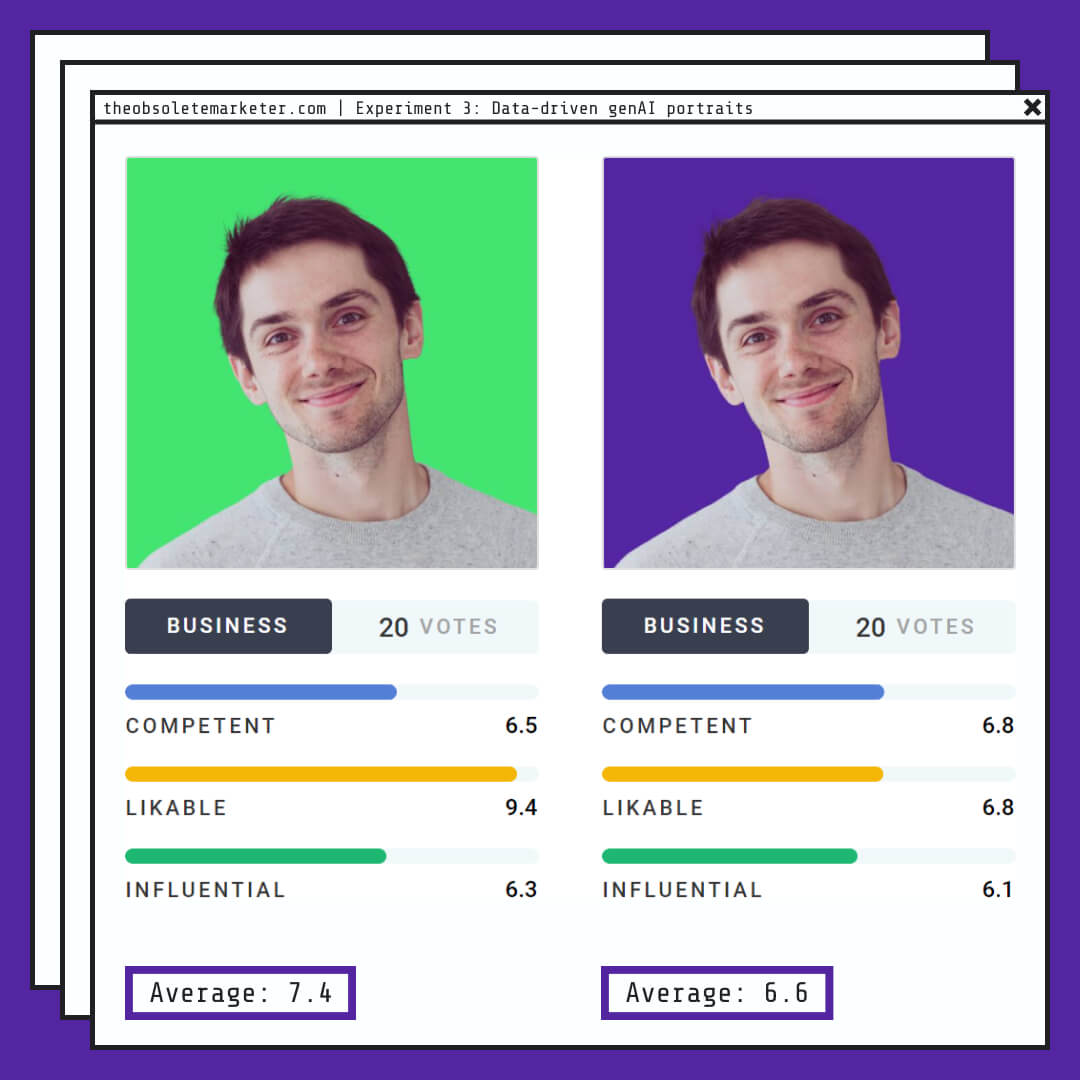 theobsoletemarketer.com | Experiment 3: Data-driven genAI portraits
BUSINESS
20 VOTES
COMPETENT 6.5
LIKABLE 9.4
INFLUENTIAL 6.3
Average: 7.4
BUSINESS
20 VOTES
COMPETENT 6.8
LIKABLE 6.8
INFLUENTIAL 6.1
Average: 6.6